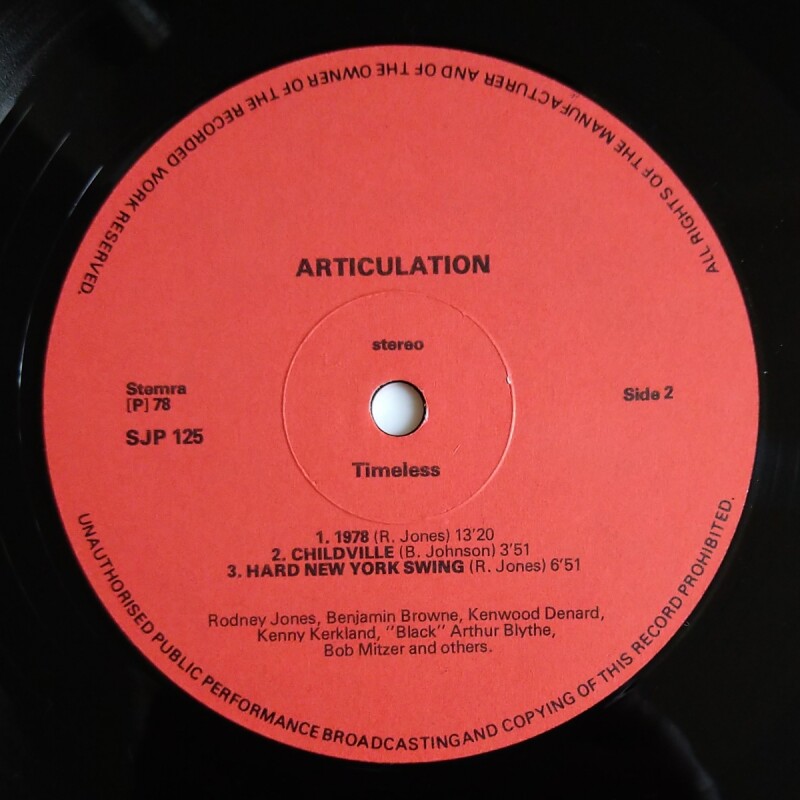 ALL RIGHTS OF THE MANUFACTURER AND OF THE OWNER OF THE RECORDED WORK RESERVED.
ARTICULATION
stereo
Stemra
[P] 78
SJP 125
Side 2
Timeless
1. 1978 (R. Jones) 13'20
2. CHILDVILLE (B. Johnson) 3'51
3. HARD NEW YORK SWING (R. Jones) 6'51
Rodney Jones, Benjamin Browne, Kenwood Denard,
Kenny Kerkland, "Black" Arthur Blythe,
Bob Mitzer and others.
UNAUTHORISED PUBLIC PERFORMANCE BROADCASTING AND COPYING OF THIS RECORD PROHIBITED.